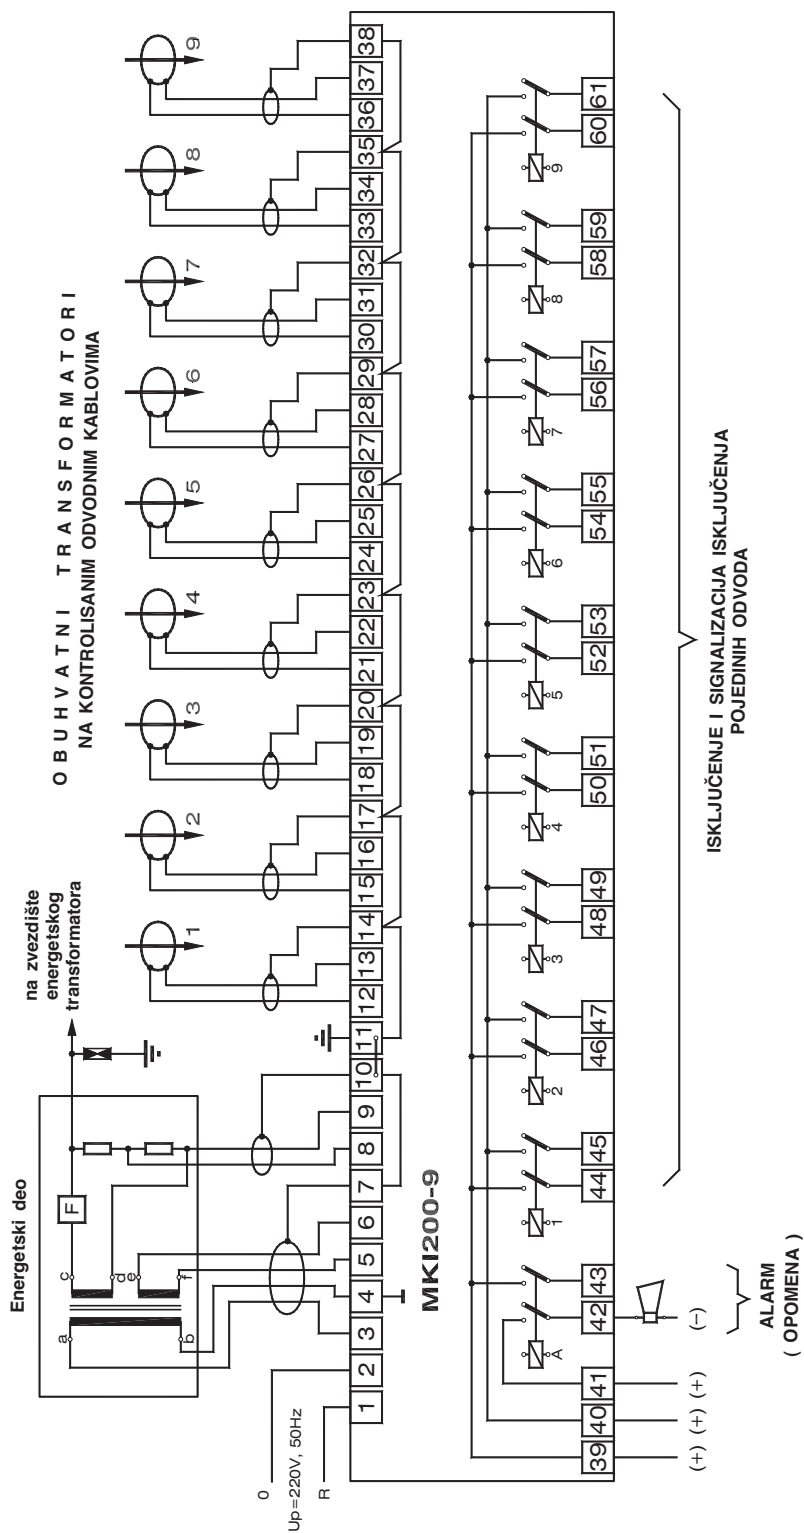 OBUHVATNI TRANSFORMATORI
NA KONTROLISANIM ODVODNIM KABLOVIMA
na zvezdište
energetskog
transformatora
Energetski deo
F
a
b
c
d
e
f
1 2 3 4 5 6 7 8 9
0
Up=220V, 50Hz
R
1 2 3 4 5 6 7 8 9 10 11 12 13 14 15 16 17 18 19 20 21 22 23 24 25 26 27 28 29 30 31 32 33 34 35 36 37 38
MKI200-9
A 1 2 3 4 5 6 7 8 9
39 40 41 42 43 44 45 46 47 48 49 50 51 52 53 54 55 56 57 58 59 60 61
(+) (+) (+) (-)
ALARM
( OPOMENA )
ISKLJUČENJE I SIGNALIZACIJA ISKLJUČENJA
POJEDINIH ODVODA